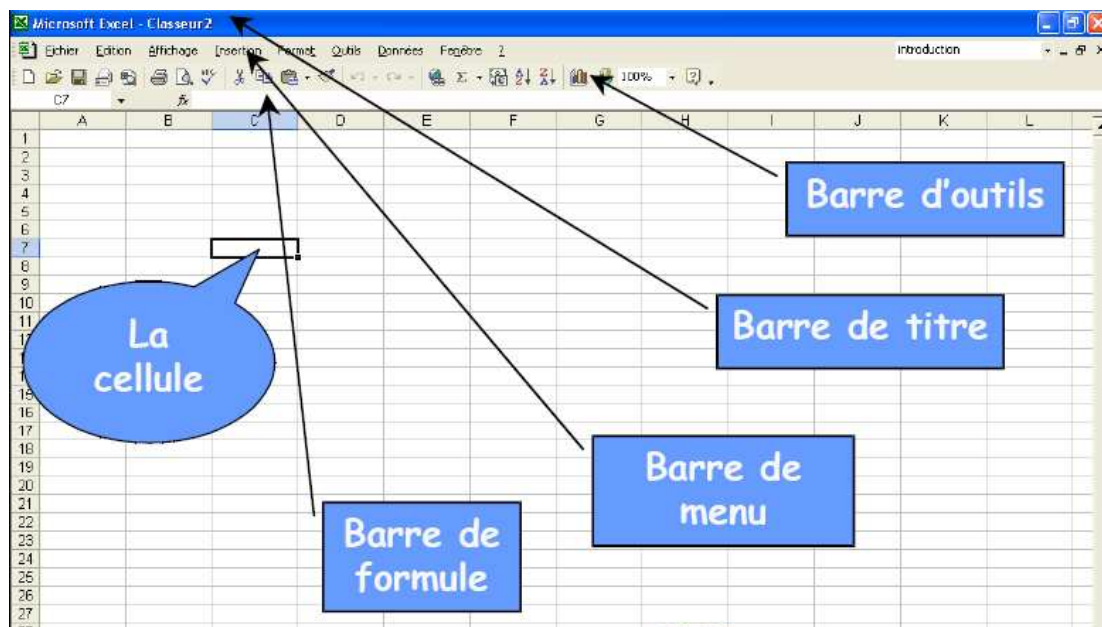 Microsoft Excel - Classeur2
Fichier Edition Affichage Insertion Format Outils Données Fenêtre ? introduction
100%
C7 fx
A B C D E F G H I J K L
1
2
3
4
5
6
7
8
9
10
11
15
16
17
18
19
20
21
22
23
24
25
26
27
Barre d'outils
Barre de titre
La
cellule
Barre de
menu
Barre de
formule